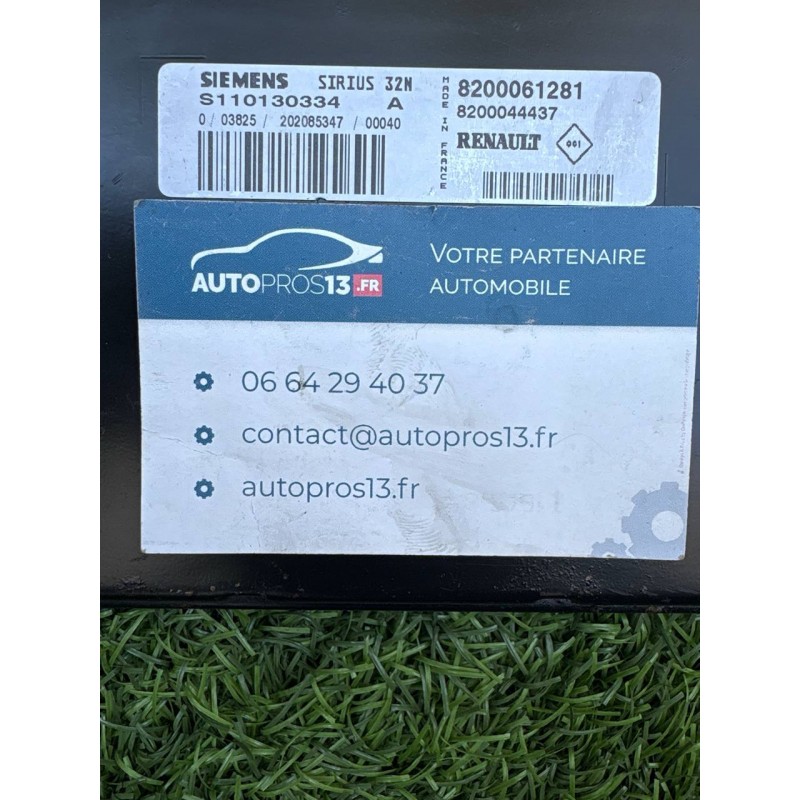 SIEMENS SIRIUS 32N
S110130334 A
0 / 03825 / 202085347 / 00040
MADE IN FRANCE
8200061281
8200044437
RENAULT 001
AUTOPROS13.FR
VOTRE PARTENAIRE
AUTOMOBILE
06 64 29 40 37
contact@autopros13.fr
autopros13.fr